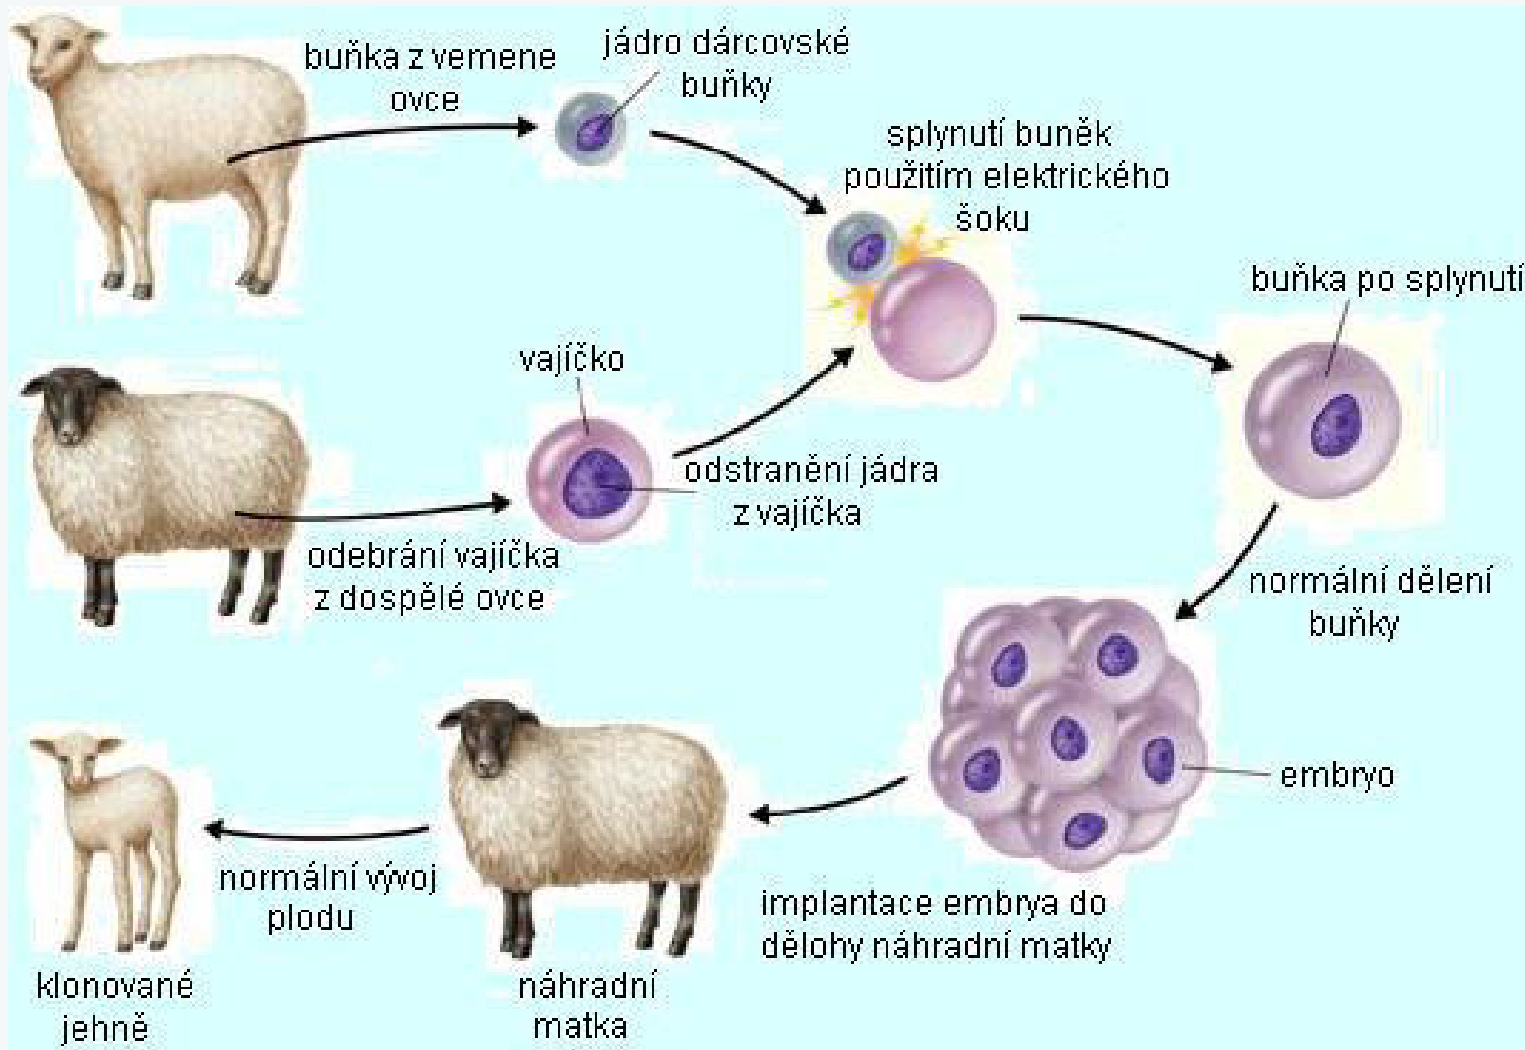 buňka z vemene
ovce
jádro dárcovské
buňky
splynutí buněk
použitím elektrického
šoku
buňka po splynutí
vajíčko
odstranění jádra
z vajíčka
odebrání vajíčka
z dospělé ovce
normální dělení
buňky
embryo
implantace embrya do
dělohy náhradní matky
náhradní
matka
normální vývoj
plodu
klonované
jehně